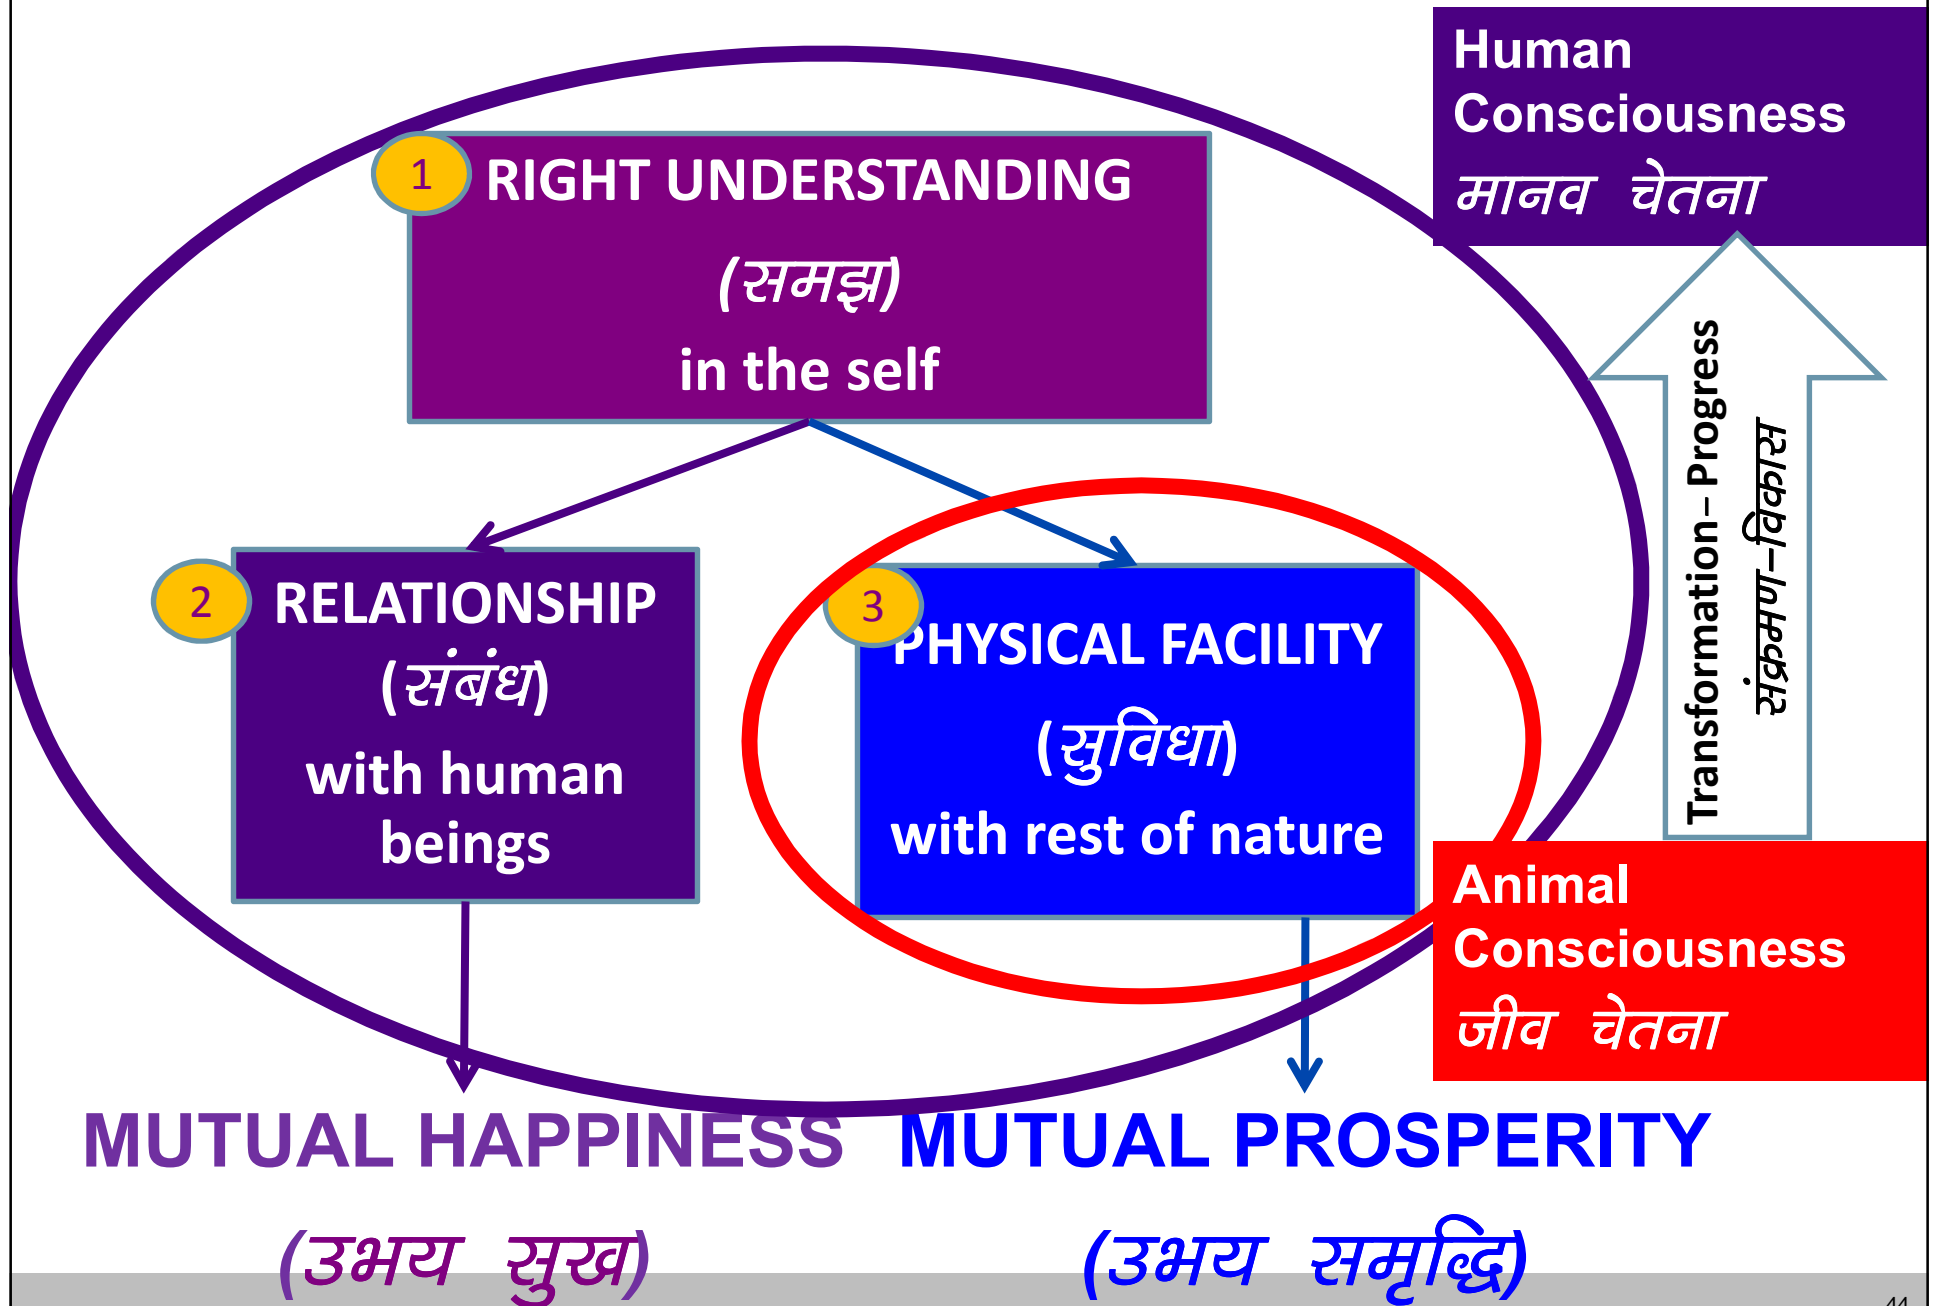 Human
Consciousness
मानव चेतना
1
RIGHT UNDERSTANDING
(समझ)
in the self
2
RELATIONSHIP
(संबंध)
with human
beings
3
PHYSICAL FACILITY
(सुविधा)
with rest of nature
Transformation– Progress
संक्रमण–विकास
Animal
Consciousness
जीव चेतना
MUTUAL HAPPINESS
(उभय सुख)
MUTUAL PROSPERITY
(उभय समृद्धि)
44